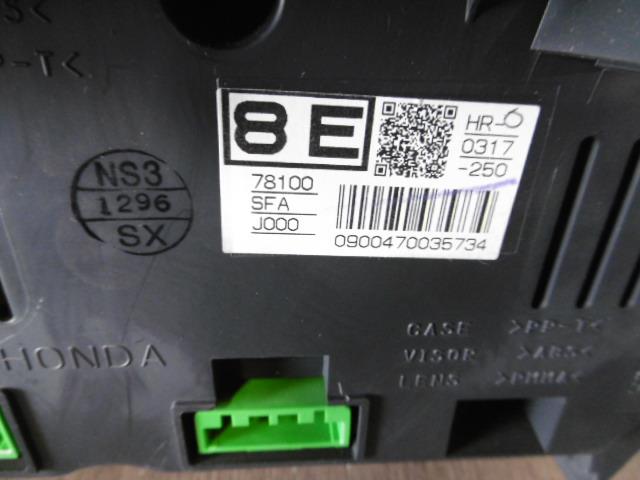 8E
HR-6
0317
-250
78100
SFA
J000
0900470035734
NS3
1296
SX
HONDA
CASE >PP-T<
VISOR >ABS<
LENS >PMMA<